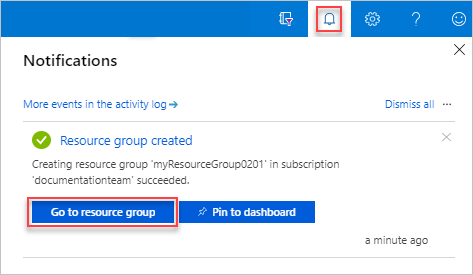 Notifications
More events in the activity log
Dismiss all
Resource group created
Creating resource group 'myResourceGroup0201' in subscription
'documentationteam' succeeded.
Go to resource group
Pin to dashboard
a minute ago